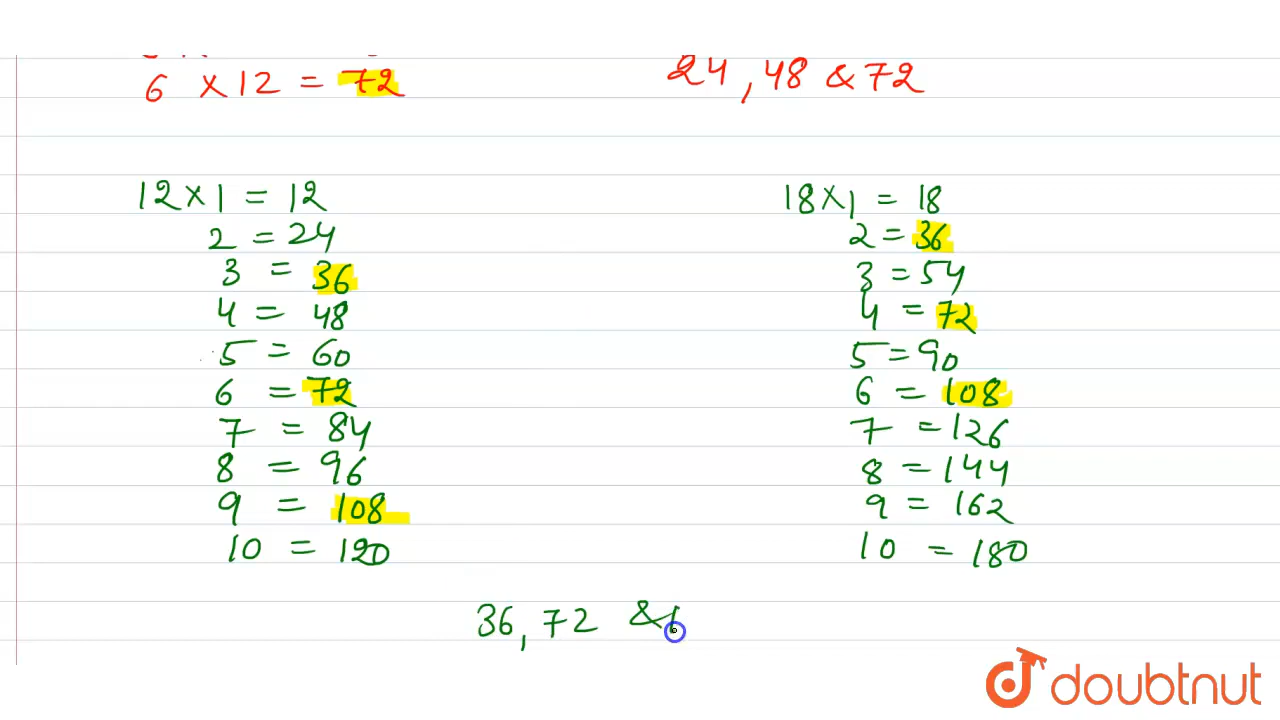 6 × 12 = 72
24, 48 & 72
12 × 1 = 12
2 = 24
3 = 36
4 = 48
5 = 60
6 = 72
7 = 84
8 = 96
9 = 108
10 = 120
18 × 1 = 18
2 = 36
3 = 54
4 = 72
5 = 90
6 = 108
7 = 126
8 = 144
9 = 162
10 = 180
36, 72 & 1
doubtnut